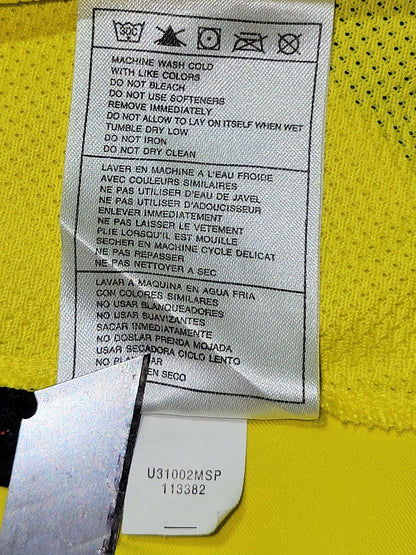 30C
MACHINE WASH COLD
WITH LIKE COLORS
DO NOT BLEACH
DO NOT USE SOFTENERS
REMOVE IMMEDIATELY
DO NOT ALLOW TO LAY ON ITSELF WHEN WET
TUMBLE DRY LOW
DO NOT IRON
DO NOT DRY CLEAN
LAVER EN MACHINE A L'EAU FROIDE
AVEC COULEURS SIMILAIRES
NE PAS UTILISER D'EAU DE JAVEL
NE PAS UTILISER D'ADOUCISSEUR
ENLEVER IMMEDIATEMENT
NE PAS LAISSER LE VETEMENT
PLIE LORSQU'IL EST MOUILLE
SECHER EN MACHINE CYCLE DELICAT
NE PAS REPASSER
NE PAS NETTOYER A SEC
LAVAR A MAQUINA EN AGUA FRIA
CON COLORES SIMILARES
NO USAR BLANQUEADORES
NO USAR SUAVIZANTES
SACAR INMEDIATAMENTE
NO DOBLAR PRENDA MOJADA
USAR SECADORA CICLO LENTO
NO
EN SECO
U31002MSP
113382